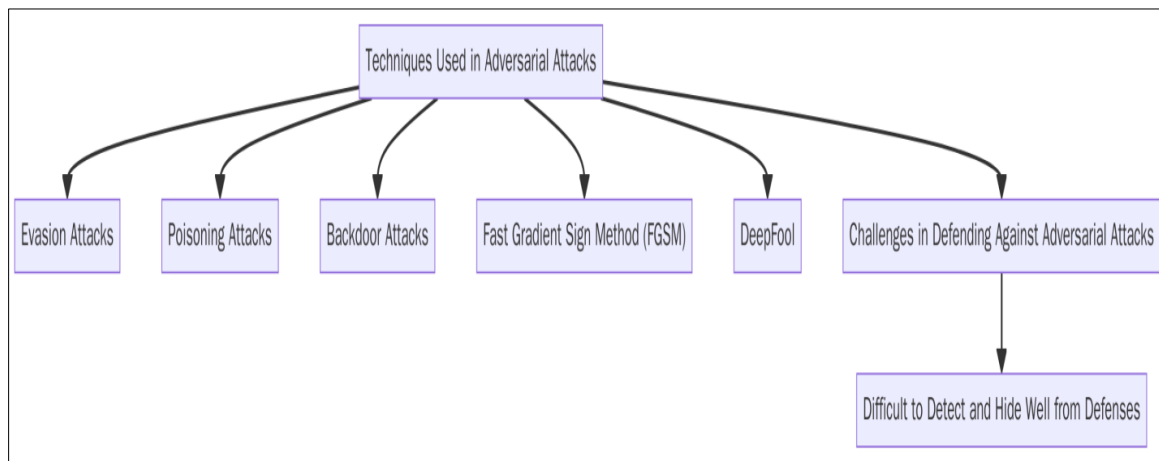 Techniques Used in Adversarial Attacks
Evasion Attacks
Poisoning Attacks
Backdoor Attacks
Fast Gradient Sign Method (FGSM)
DeepFool
Challenges in Defending Against Adversarial Attacks
Difficult to Detect and Hide Well from Defenses